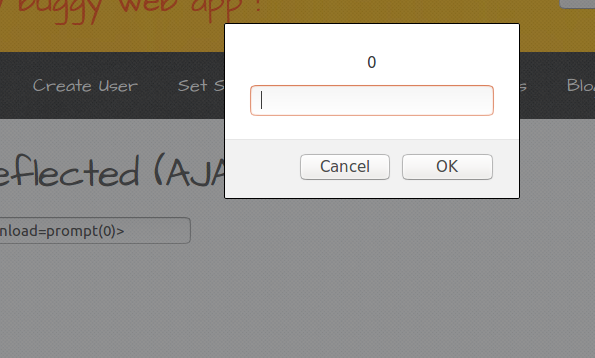 buggy web app !
0
Create User
Set S
Blo
eflected (AJA
nload=prompt(0)>
Cancel
OK